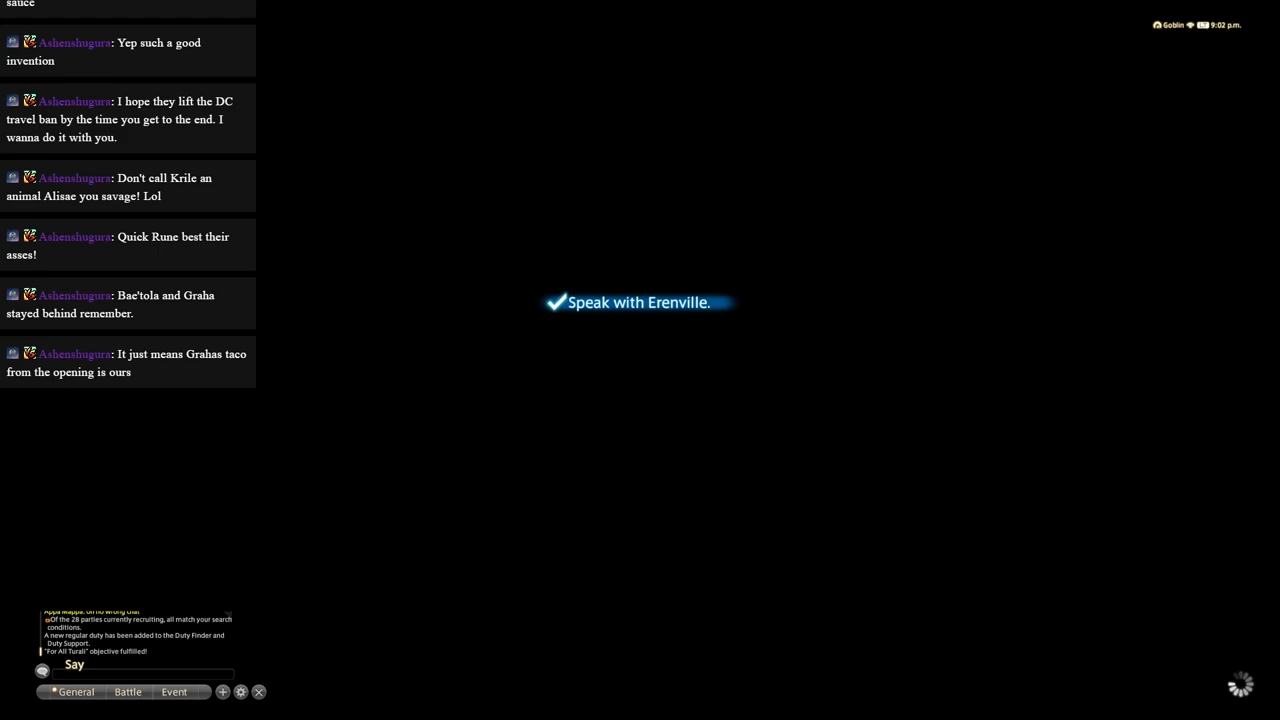 sauce
Ashenshugura: Yep such a good
invention
Ashenshugura: I hope they lift the DC
travel ban by the time you get to the end. I
wanna do it with you.
Ashenshugura: Don't call Krile an
animal Alisae you savage! Lol
Ashenshugura: Quick Rune best their
asses!
Ashenshugura: Bae'tola and Graha
stayed behind remember.
Ashenshugura: It just means Grahas taco
from the opening is ours
Goblin LT 9:02 p.m.
Speak with Erenville.
Of the 28 parties currently recruiting, all match your search
conditions.
A new regular duty has been added to the Duty Finder and
Duty Support.
"For All Turali" objective fulfilled!
Say
General Battle Event